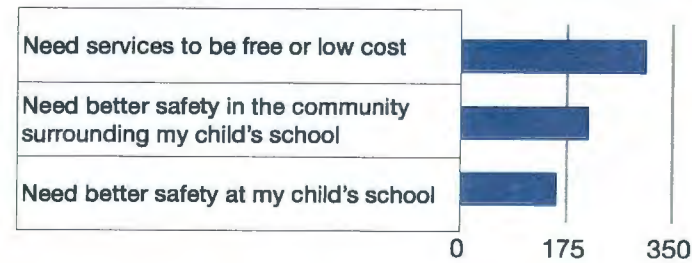 Need services to be free or low cost
Need better safety in the community
surrounding my child's school
Need better safety at my child's school
0 175 350